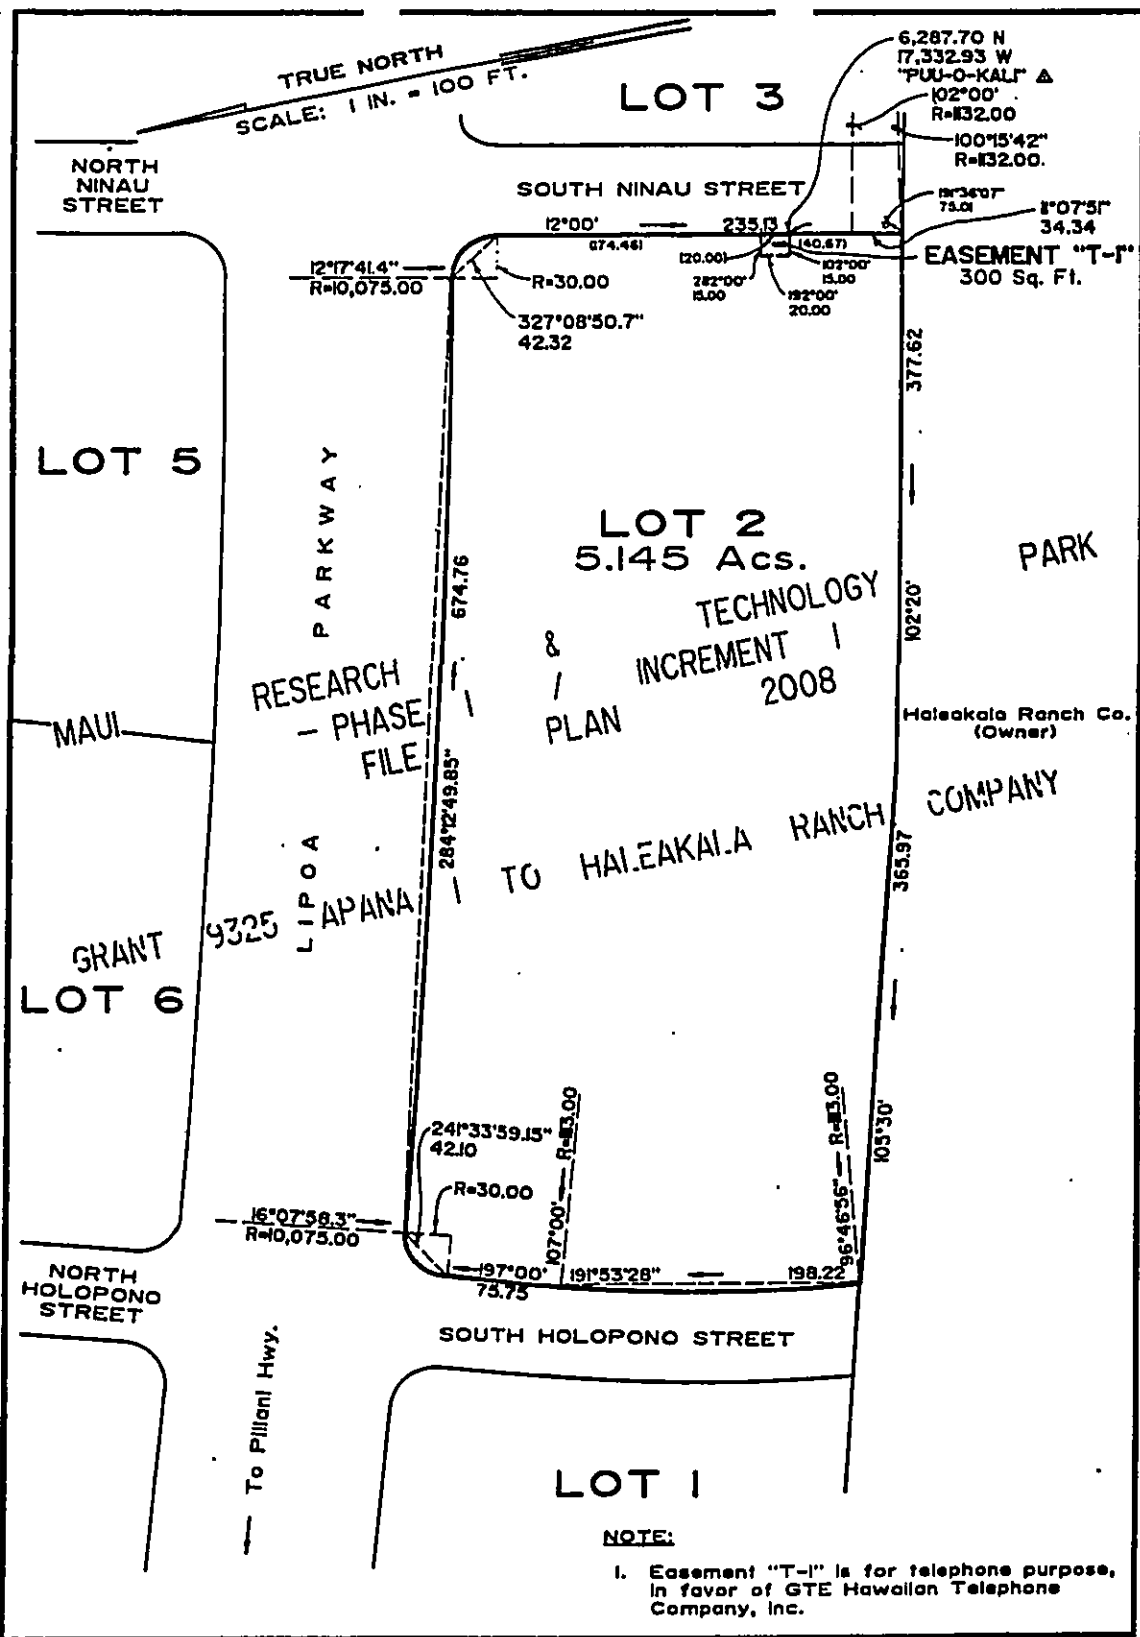 TRUE NORTH
SCALE: 1 IN. = 100 FT.
LOT 3
6,287.70 N
17,332.93 W
"PUU-O-KALI" △
102°00'
R=1132.00
100°15'42"
R=1132.00.
NORTH
NINAU
STREET
SOUTH NINAU STREET
12°00'
235.13
(174.46)
(20.00)
(40.67)
191°36'07"
75.01
34.34
EASEMENT "T-1"
300 Sq. Ft.
282°00'
15.00
102°00'
15.00
192°00'
20.00
12°17'41.4"
R=10,075.00
R=30.00
327°08'50.7"
42.32
377.62
102°20'
LOT 5
LIPOA PARKWAY
LOT 2
5.145 Acs.
674.76
284°12'49.85"
MAUI RESEARCH & TECHNOLOGY PARK
— PHASE I / INCREMENT I
FILE PLAN 2008
Haleakala Ranch Co.
(Owner)
GRANT 9325 APANA I TO HALEAKALA RANCH COMPANY
365.97
105°30'
LOT 6
241°33'59.15"
42.10
R=30.00
16°07'58.3"
R=10,075.00
107°00'
96°46'56"
197°00'
75.75
191°53'28"
198.22
NORTH
HOLOPONO
STREET
SOUTH HOLOPONO STREET
To Piilani Hwy.
LOT 1
NOTE:
1. Easement "T-1" is for telephone purpose,
in favor of GTE Hawaiian Telephone
Company, Inc.